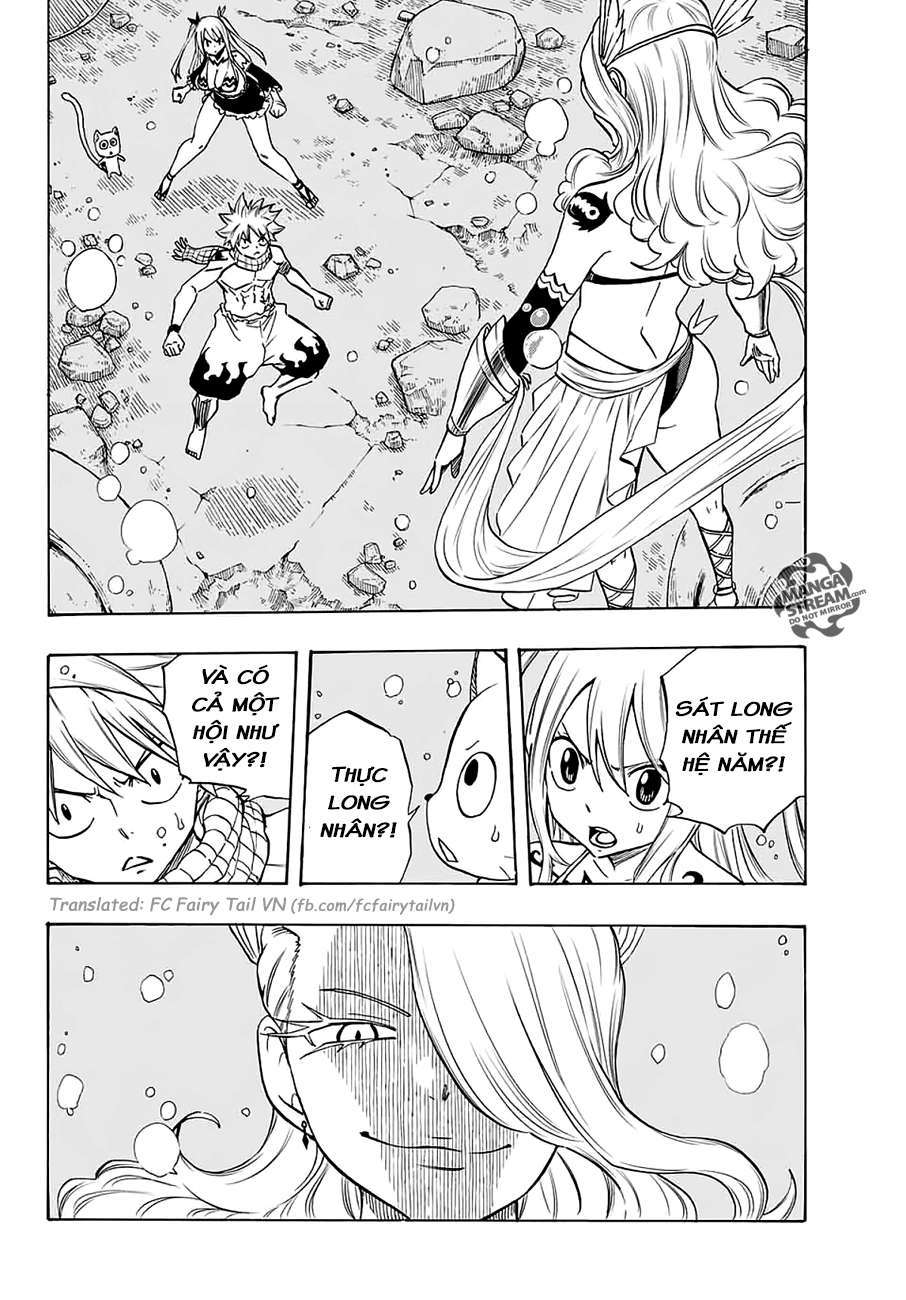 MANGA
STREAM.com
DO NOT MIRROR
VÀ CÓ
CẢ MỘT
HỘI NHƯ
VẬY?!
THỰC
LONG
NHÂN?!
SÁT LONG
NHÂN THẾ
HỆ NĂM?!
Translated: FC Fairy Tail VN (fb.com/fcfairytailvn)